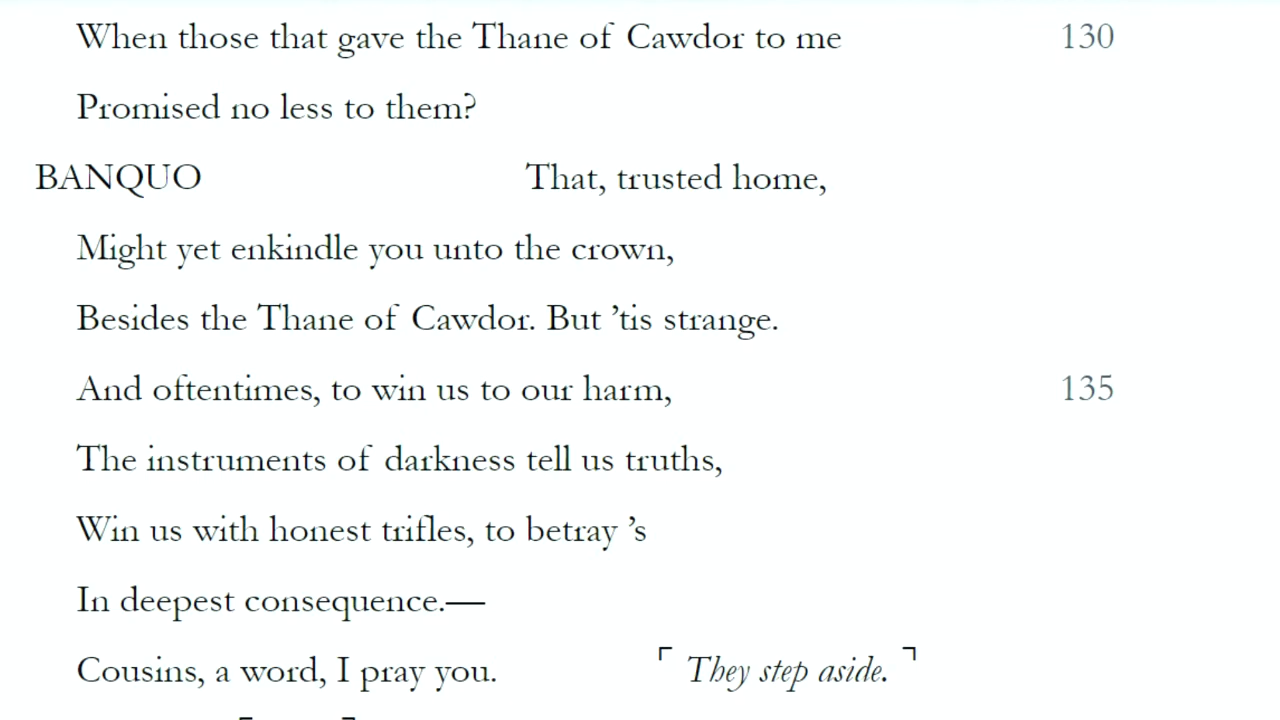 When those that gave the Thane of Cawdor to me 130
Promised no less to them?
BANQUO That, trusted home,
Might yet enkindle you unto the crown,
Besides the Thane of Cawdor. But ’tis strange.
And oftentimes, to win us to our harm, 135
The instruments of darkness tell us truths,
Win us with honest trifles, to betray ’s
In deepest consequence.—
Cousins, a word, I pray you. ⌜They step aside.⌝